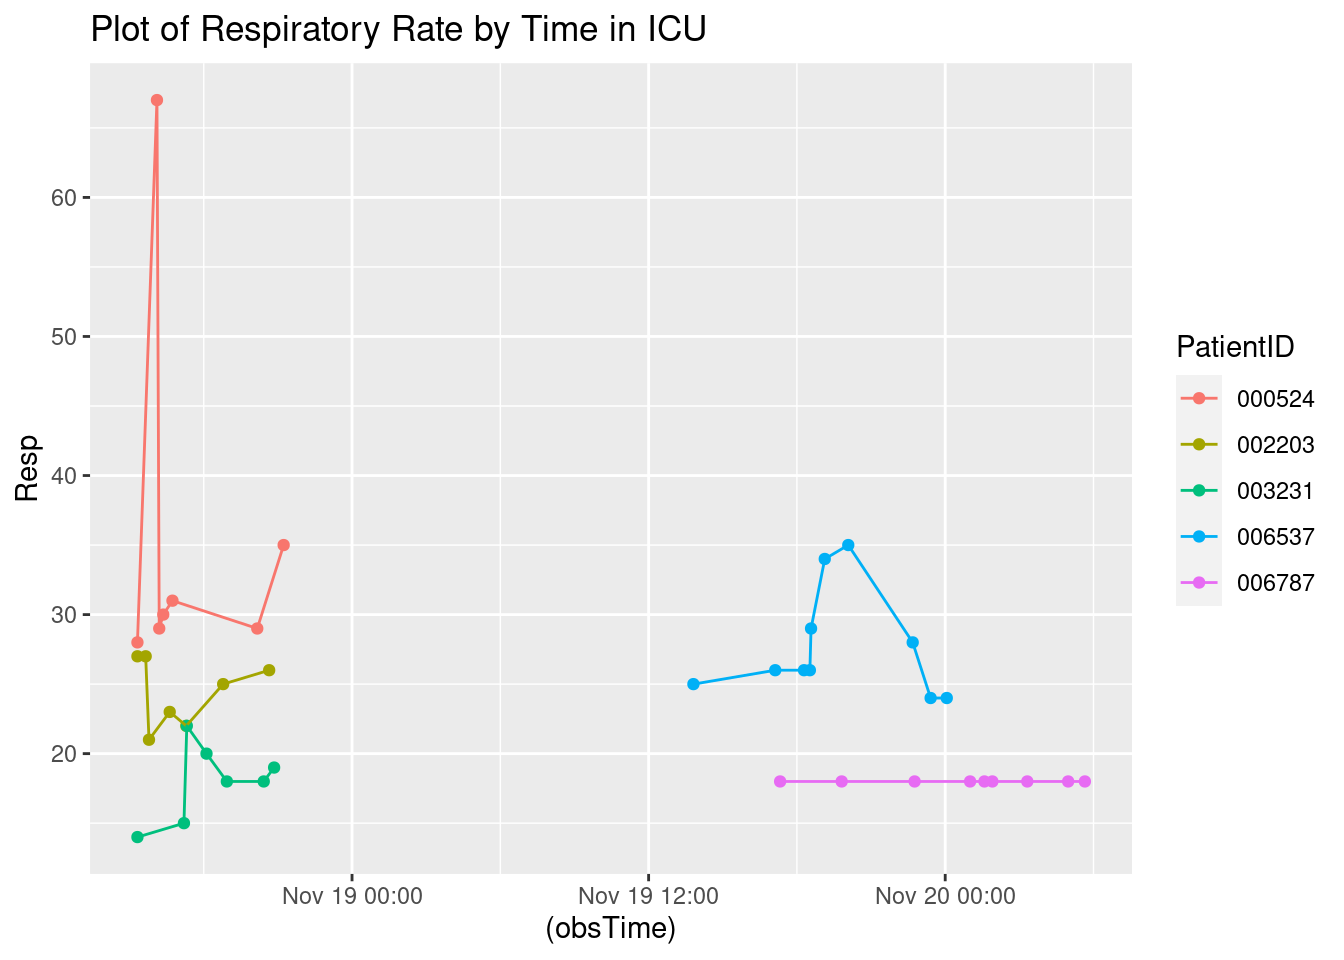 Plot of Respiratory Rate by Time in ICU
60
50
40
30
20
Resp
Nov 19 00:00
Nov 19 12:00
Nov 20 00:00
(obsTime)
PatientID
000524
002203
003231
006537
006787